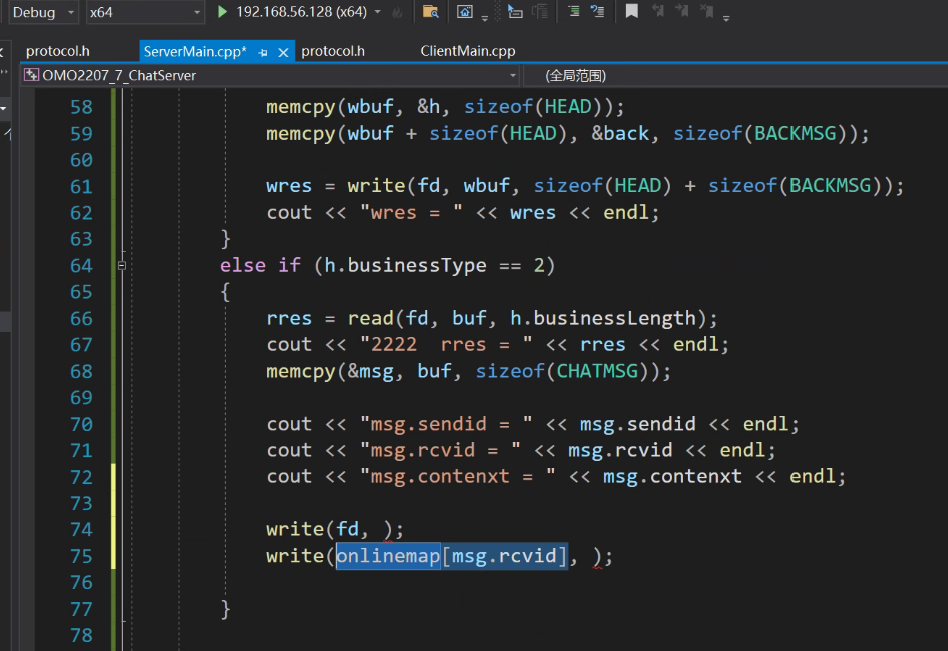 Debug x64 192.168.56.128 (x64)
protocol.h ServerMain.cpp* protocol.h ClientMain.cpp
OMO2207_7_ChatServer (全局范围)
58 memcpy(wbuf, &h, sizeof(HEAD));
59 memcpy(wbuf + sizeof(HEAD), &back, sizeof(BACKMSG));
60
61 wres = write(fd, wbuf, sizeof(HEAD) + sizeof(BACKMSG));
62 cout << "wres = " << wres << endl;
63 }
64 else if (h.businessType == 2)
65 {
66 rres = read(fd, buf, h.businessLength);
67 cout << "2222  rres = " << rres << endl;
68 memcpy(&msg, buf, sizeof(CHATMSG));
69
70 cout << "msg.sendid = " << msg.sendid << endl;
71 cout << "msg.rcvid = " << msg.rcvid << endl;
72 cout << "msg.contenxt = " << msg.contenxt << endl;
73
74 write(fd, );
75 write(onlinemap[msg.rcvid], );
76
77 }
78